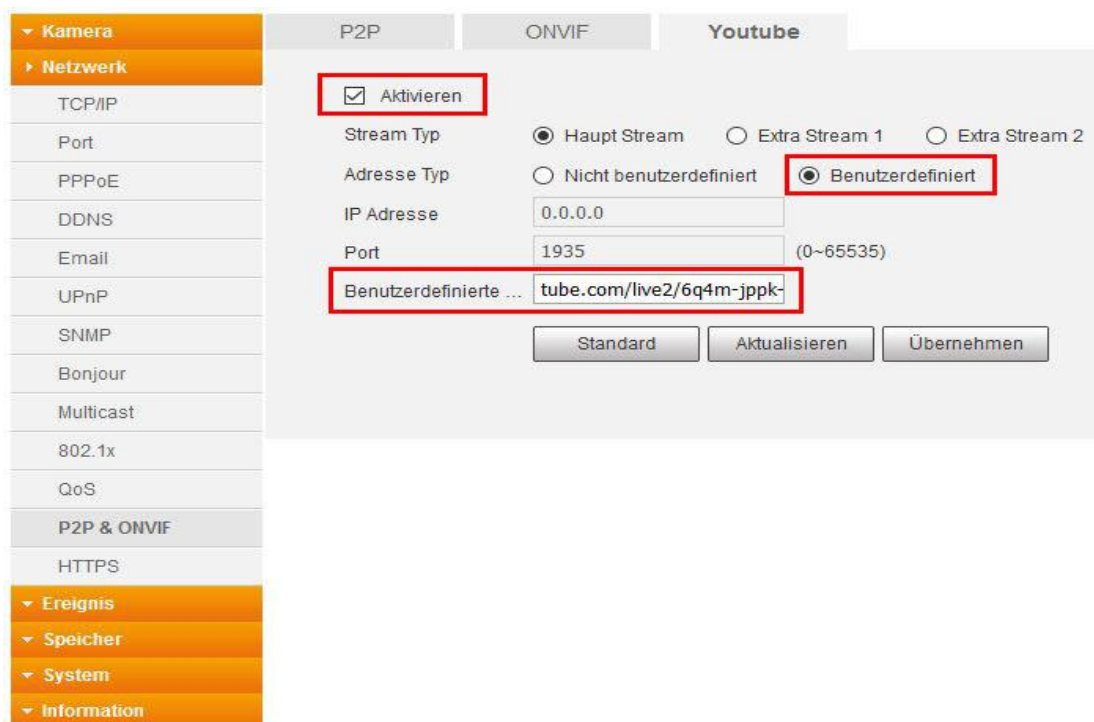 Kamera
Netzwerk
TCP/IP
Port
PPPoE
DDNS
Email
UPnP
SNMP
Bonjour
Multicast
802.1x
QoS
P2P & ONVIF
HTTPS
Ereignis
Speicher
System
Information
P2P ONVIF Youtube
Aktivieren
Stream Typ Haupt Stream Extra Stream 1 Extra Stream 2
Adresse Typ Nicht benutzerdefiniert Benutzerdefiniert
IP Adresse 0.0.0.0
Port 1935 (0~65535)
Benutzerdefinierte ... tube.com/live2/6q4m-jppk-
Standard Aktualisieren Übernehmen